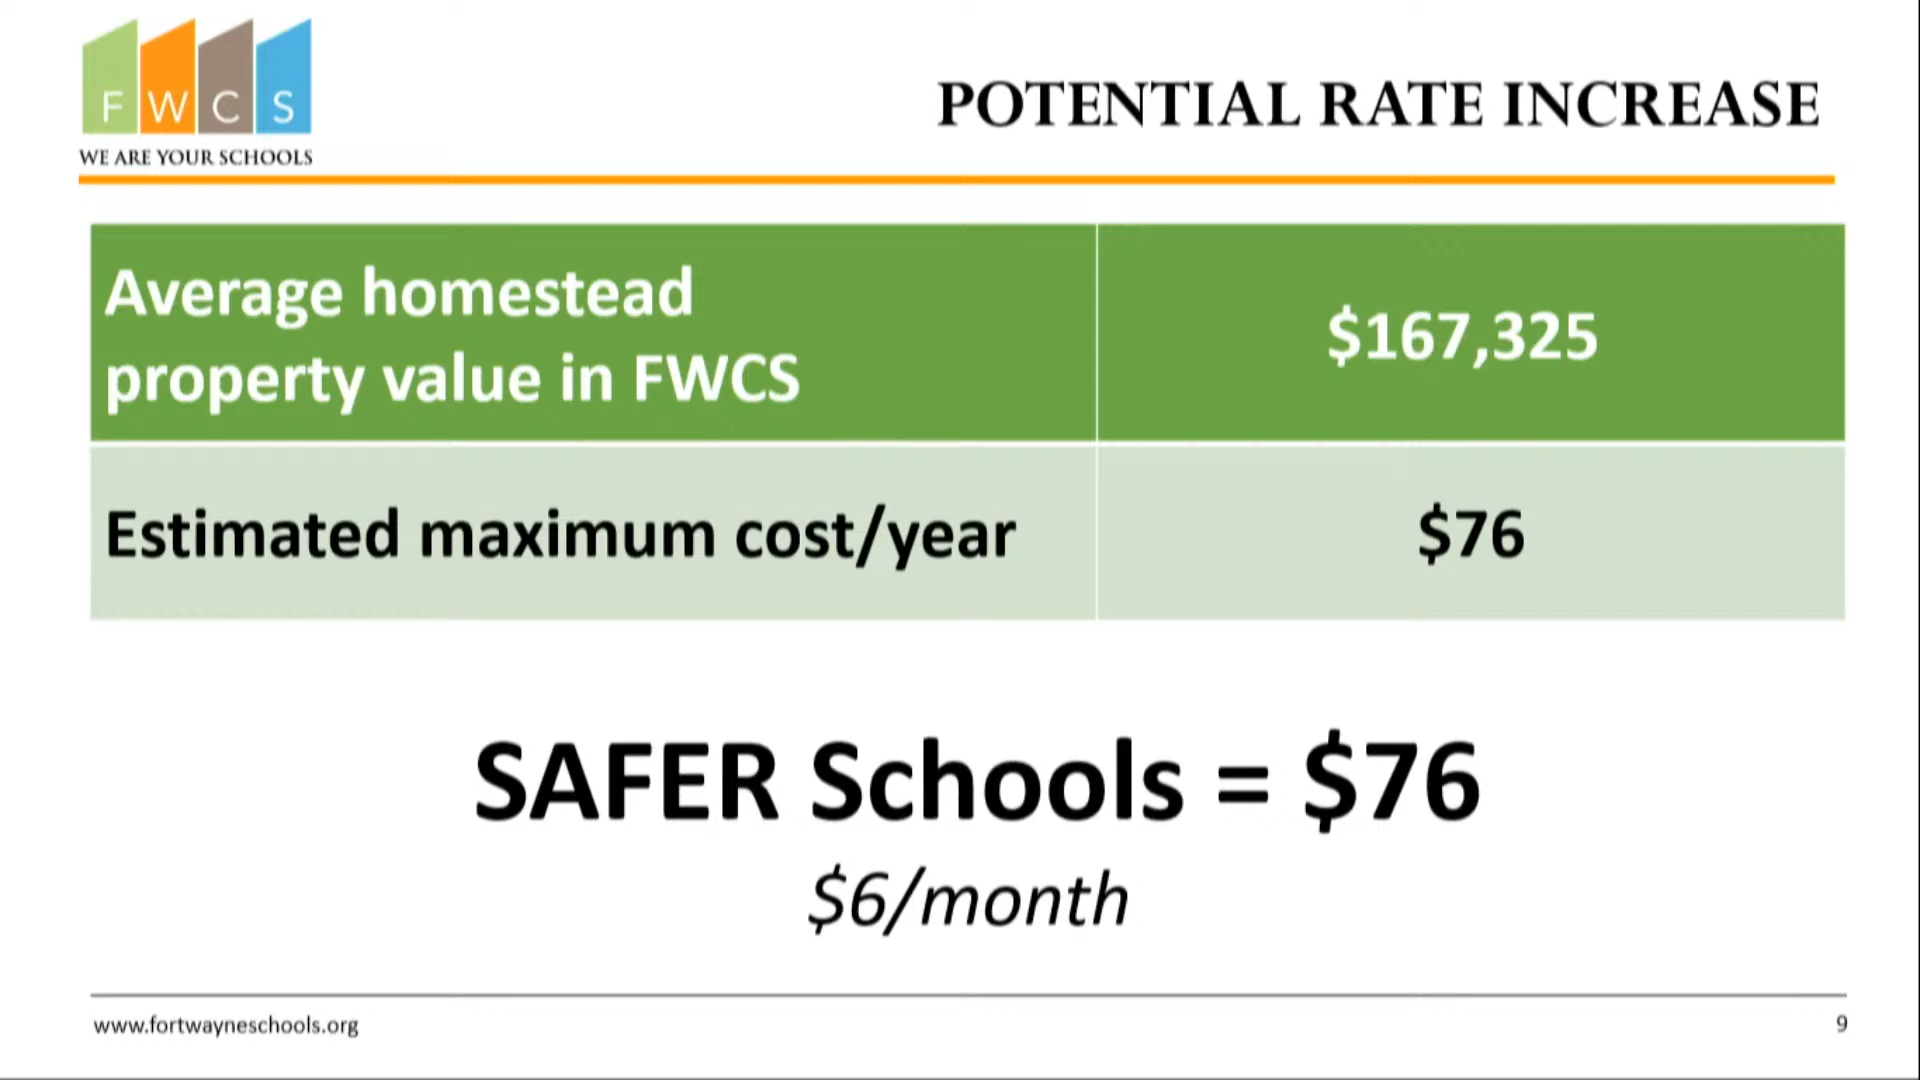 F W C S
WE ARE YOUR SCHOOLS
POTENTIAL RATE INCREASE
Average homestead
property value in FWCS
$167,325
Estimated maximum cost/year
$76
SAFER Schools = $76
$6/month
www.fortwayneschools.org
9